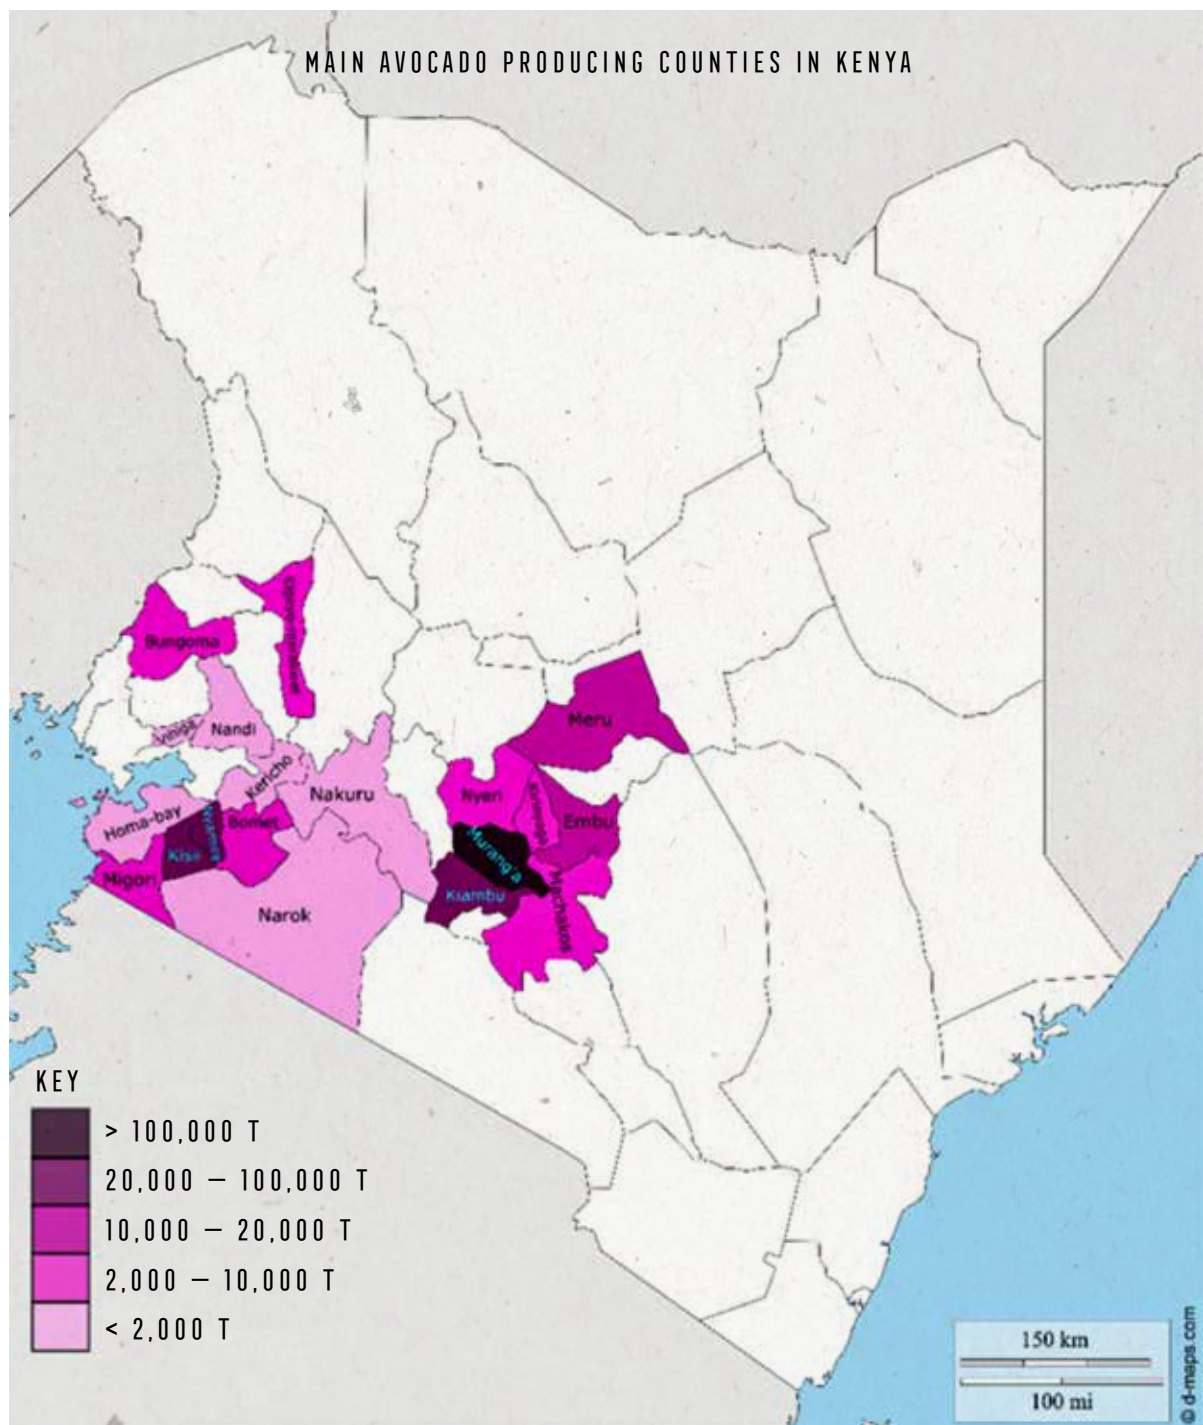 MAIN AVOCADO PRODUCING COUNTIES IN KENYA
Bungoma
Nandi
Meru
Kericho
Nakuru
Nyeri
Homa-bay
Bomet
Embu
Kisii
Murang'a
Migori
Kiambu
Machakos
Narok
KEY
> 100,000 T
20,000 – 100,000 T
10,000 – 20,000 T
2,000 – 10,000 T
< 2,000 T
150 km
100 mi
© d-maps.com